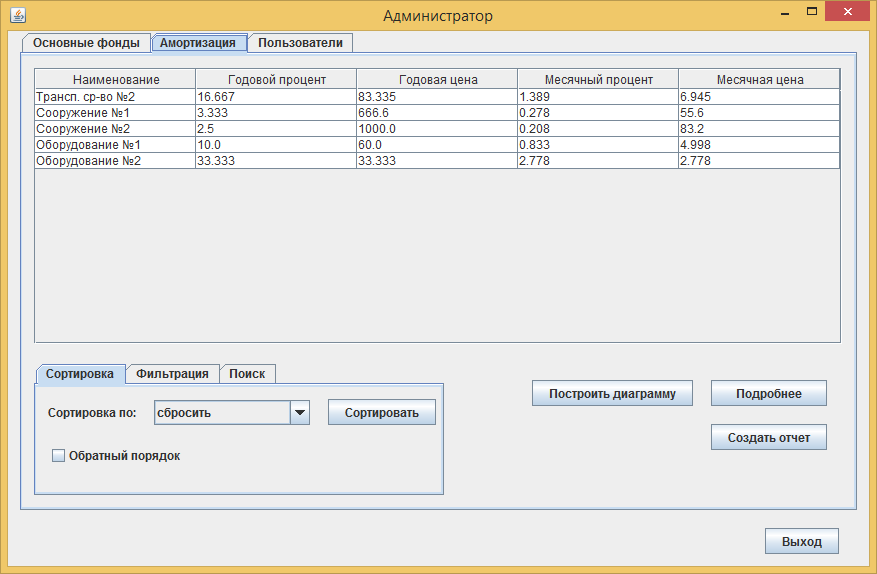 Администратор
Основные фонды Амортизация Пользователи
Наименование Годовой процент Годовая цена Месячный процент Месячная цена
Трансп. ср-во №2 16.667 83.335 1.389 6.945
Сооружение №1 3.333 666.6 0.278 55.6
Сооружение №2 2.5 1000.0 0.208 83.2
Оборудование №1 10.0 60.0 0.833 4.998
Оборудование №2 33.333 33.333 2.778 2.778
Сортировка Фильтрация Поиск
Сортировка по: сбросить Сортировать
Обратный порядок
Построить диаграмму Подробнее
Создать отчет
Выход